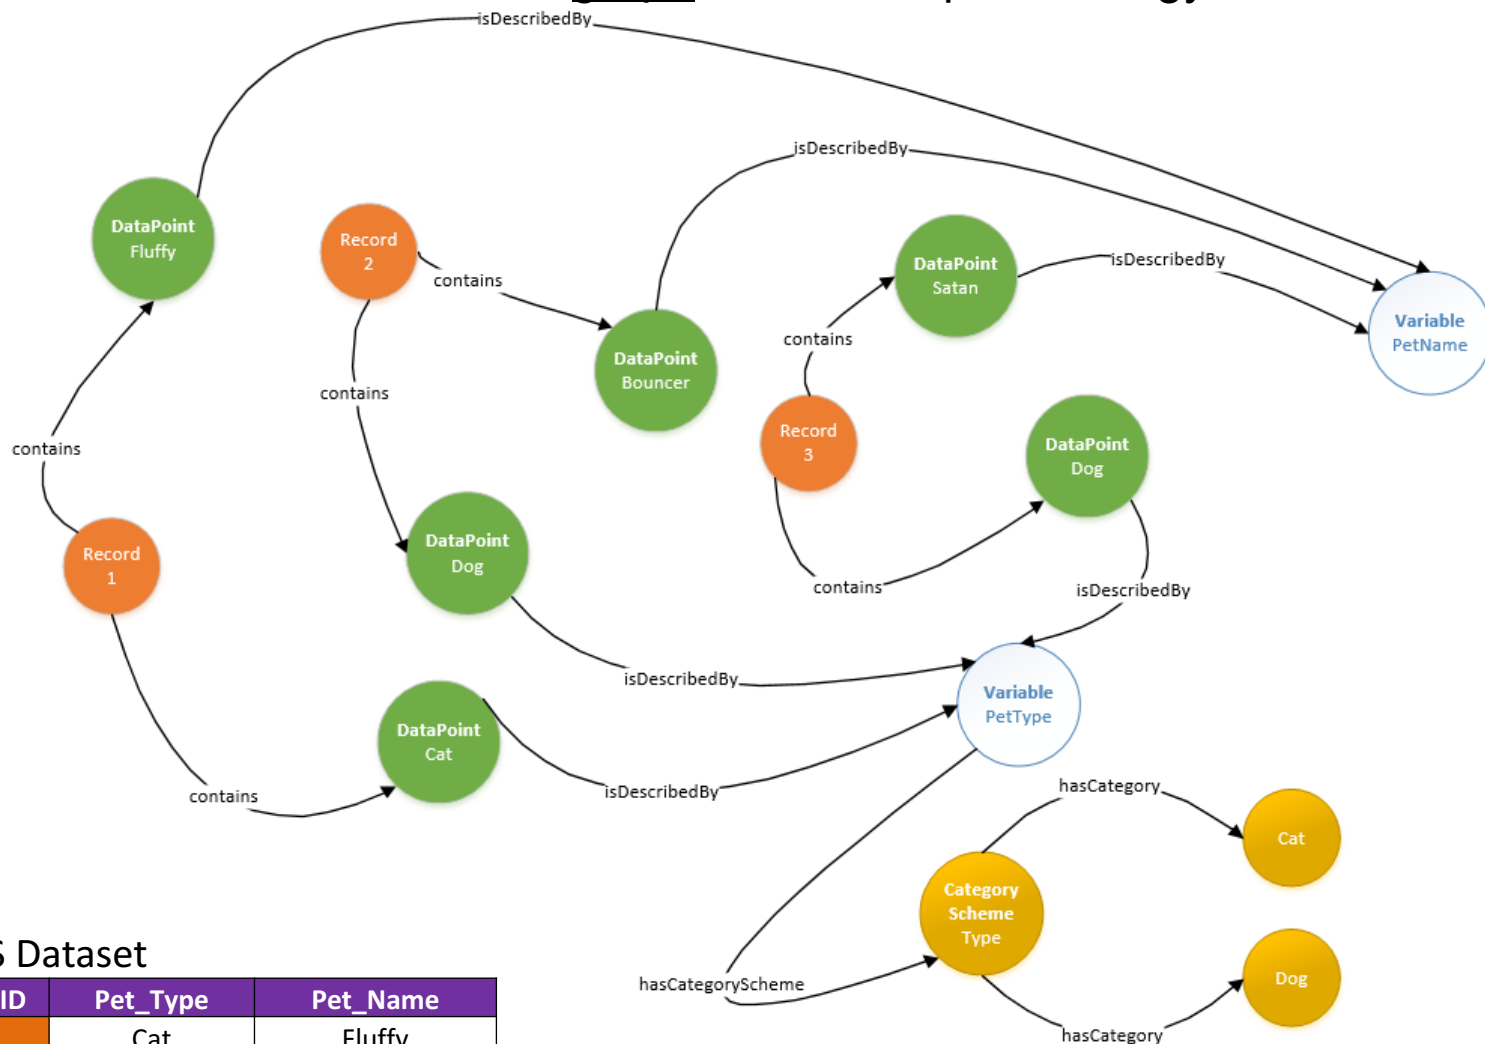 isDescribedBy
isDescribedBy
DataPoint
Fluffy
Record
2
contains
DataPoint
Satan
isDescribedBy
Variable
PetName
contains
DataPoint
Bouncer
contains
Record
3
DataPoint
Dog
contains
Record
1
DataPoint
Dog
contains
isDescribedBy
isDescribedBy
Variable
PetType
DataPoint
Cat
contains
isDescribedBy
hasCategory
Cat
Category
Scheme
Type
hasCategoryScheme
Dog
hasCategory
S Dataset
ID Pet_Type Pet_Name
Cat Fluffy